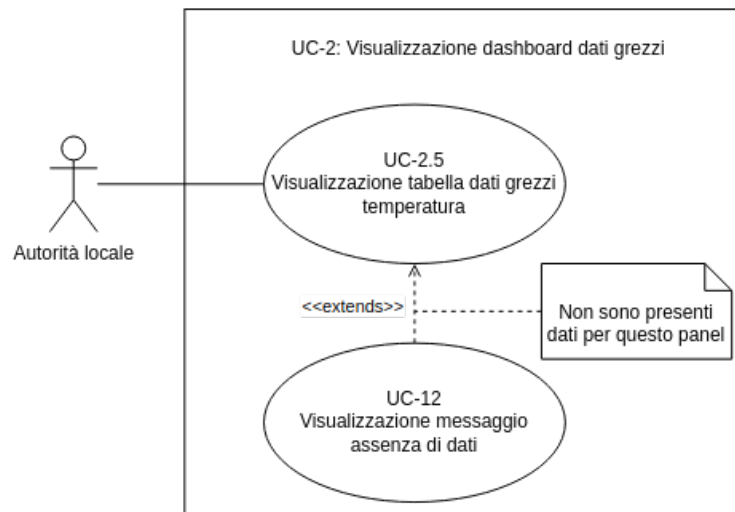 UC-2: Visualizzazione dashboard dati grezzi
UC-2.5
Visualizzazione tabella dati grezzi
temperatura
Autorità locale
<<extends>>
Non sono presenti
dati per questo panel
UC-12
Visualizzazione messaggio
assenza di dati